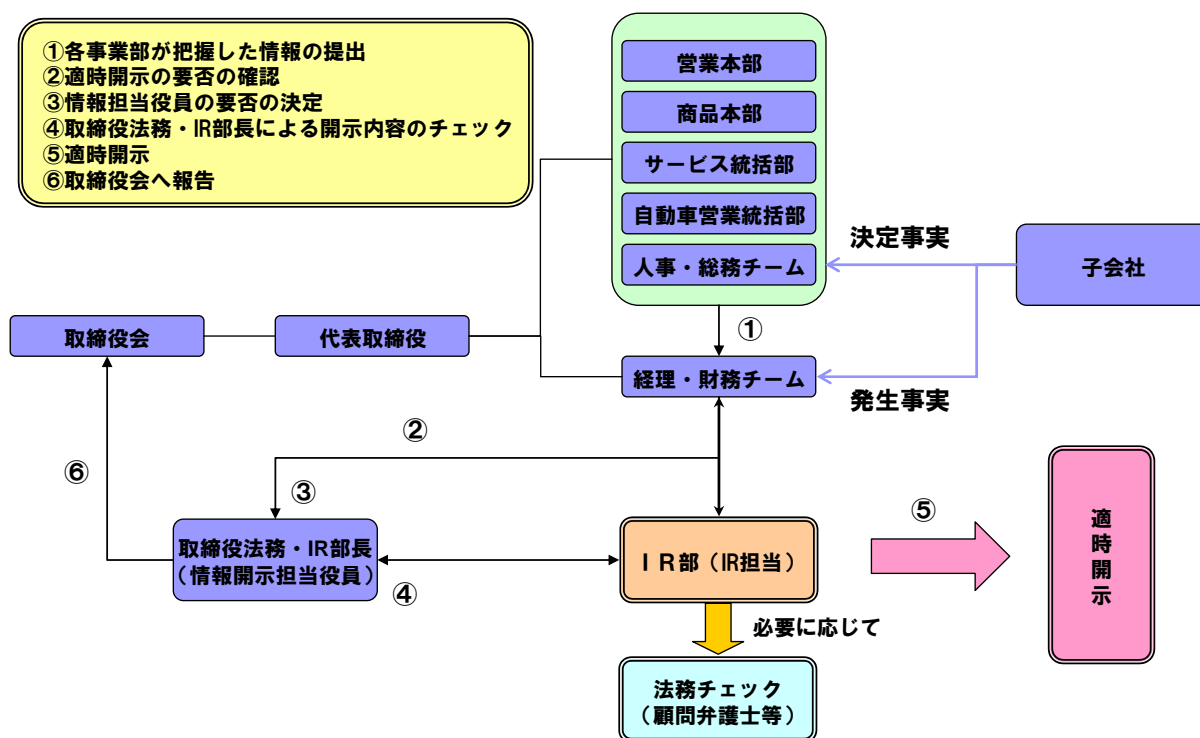 ①各事業部が把握した情報の提出
②適時開示の要否の確認
③情報担当役員の要否の決定
④取締役法務・IR部長による開示内容のチェック
⑤適時開示
⑥取締役会へ報告
営業本部
商品本部
サービス統括部
自動車営業統括部
人事・総務チーム
決定事実
子会社
取締役会
代表取締役
①
経理・財務チーム
発生事実
②
⑥
③
⑤
適時開示
取締役法務・IR部長
（情報開示担当役員）
④
ＩＲ部（IR担当）
必要に応じて
法務チェック
（顧問弁護士等）